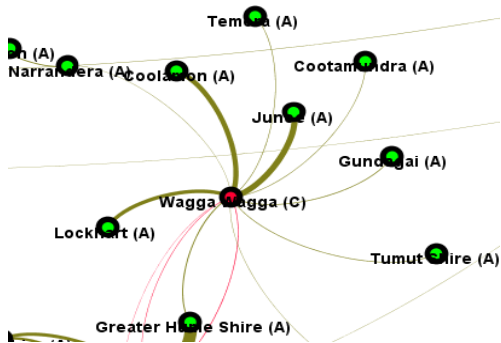 Temora (A)
Narrandera (A)
Coolamon (A)
Cootamundra (A)
Junee (A)
Gundagai (A)
Wagga Wagga (C)
Lockhart (A)
Tumut Shire (A)
Greater Hume Shire (A)